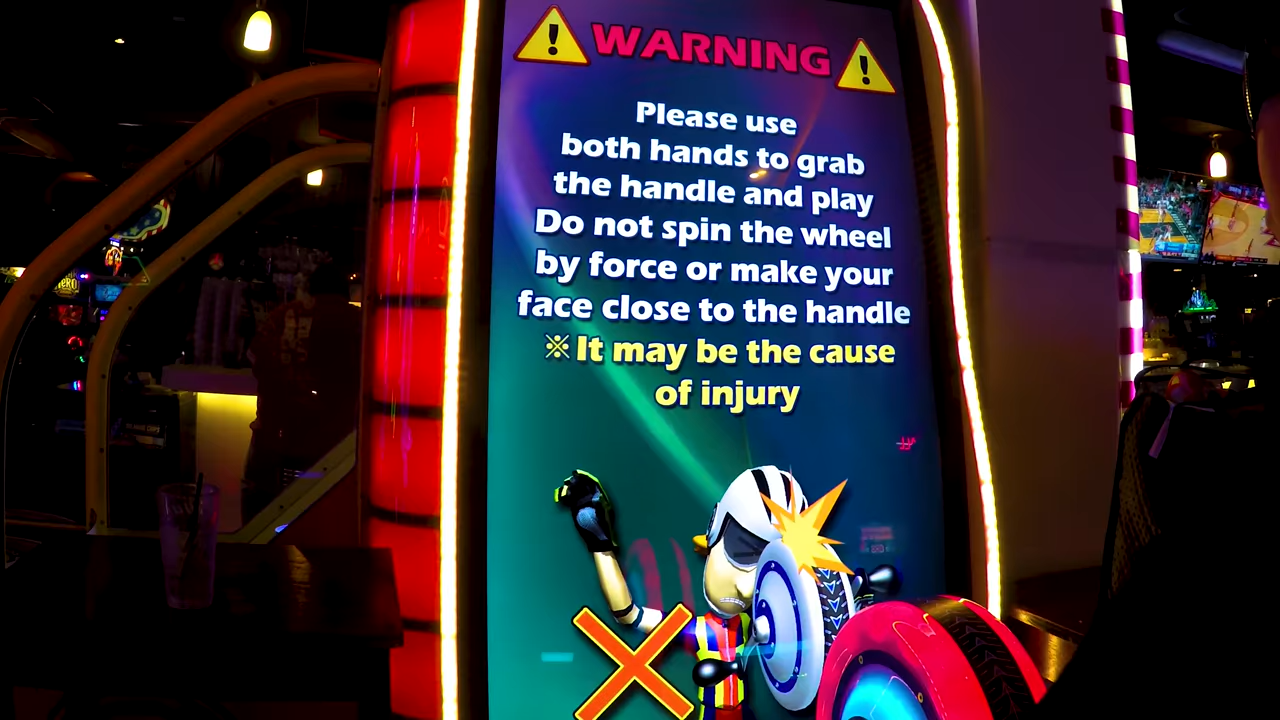 WARNING
Please use
both hands to grab
the handle and play
Do not spin the wheel
by force or make your
face close to the handle
※It may be the cause
of injury